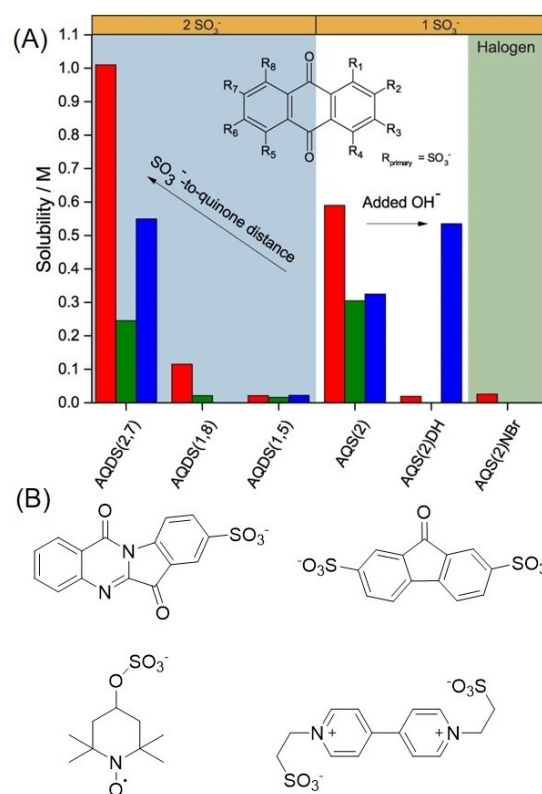 (A)
2 SO₃⁻
1 SO₃⁻
Halogen
Solubility / M
1.1
1.0
0.9
0.8
0.7
0.6
0.5
0.4
0.3
0.2
0.1
0.0
O
R₈
R₁
R₇
R₂
R₆
R₃
R₅
R₄
O
R_primary = SO₃⁻
SO₃⁻-to-quinone distance
Added OH⁻
AQDS(2,7)
AQDS(1,8)
AQDS(1,5)
AQS(2)
AQS(2)DH
AQS(2)NBr
(B)
O
SO₃⁻
N
N
O
O
⁻O₃S
SO₃
SO₃⁻
O
N
O•
⁻O₃S
N⁺
N⁺
SO₃⁻